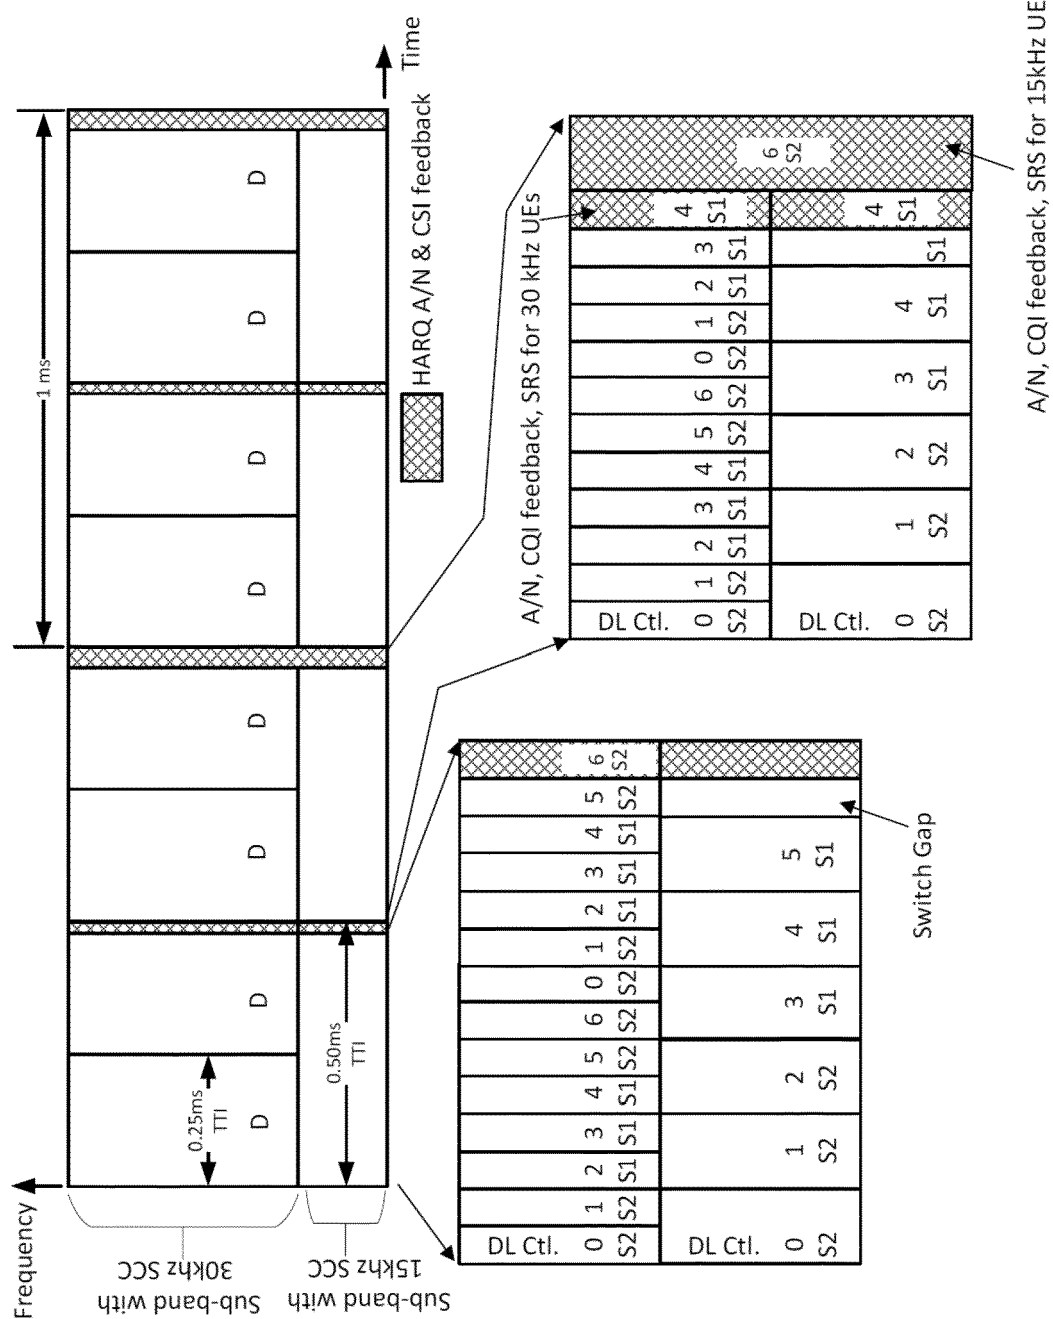 Frequency
1 ms
Sub-band with
30khz SCC
0.25ms
TTI
D D D D D D D D
Sub-band with
15khz SCC
0.50ms
TTI
Time
HARQ A/N & CSI feedback
DL Ctl.
0 1 2 3 4 5 6 0 1 2 3 4 5 6
S2 S2 S1 S1 S1 S2 S2 S2 S2 S1 S1 S1 S2 S2
DL Ctl.
0 1 2 3 4 5
S2 S2 S2 S1 S1 S1
Switch Gap
A/N, CQI feedback, SRS for 30 kHz UEs
DL Ctl.
0 1 2 3 4 5 6 0 1 2 3 4
S2 S2 S1 S1 S1 S2 S2 S2 S2 S1 S1 S1
6
S2
DL Ctl.
0 1 2 3 4 4
S2 S2 S2 S1 S1 S1 S1
A/N, CQI feedback, SRS for 15kHz UE